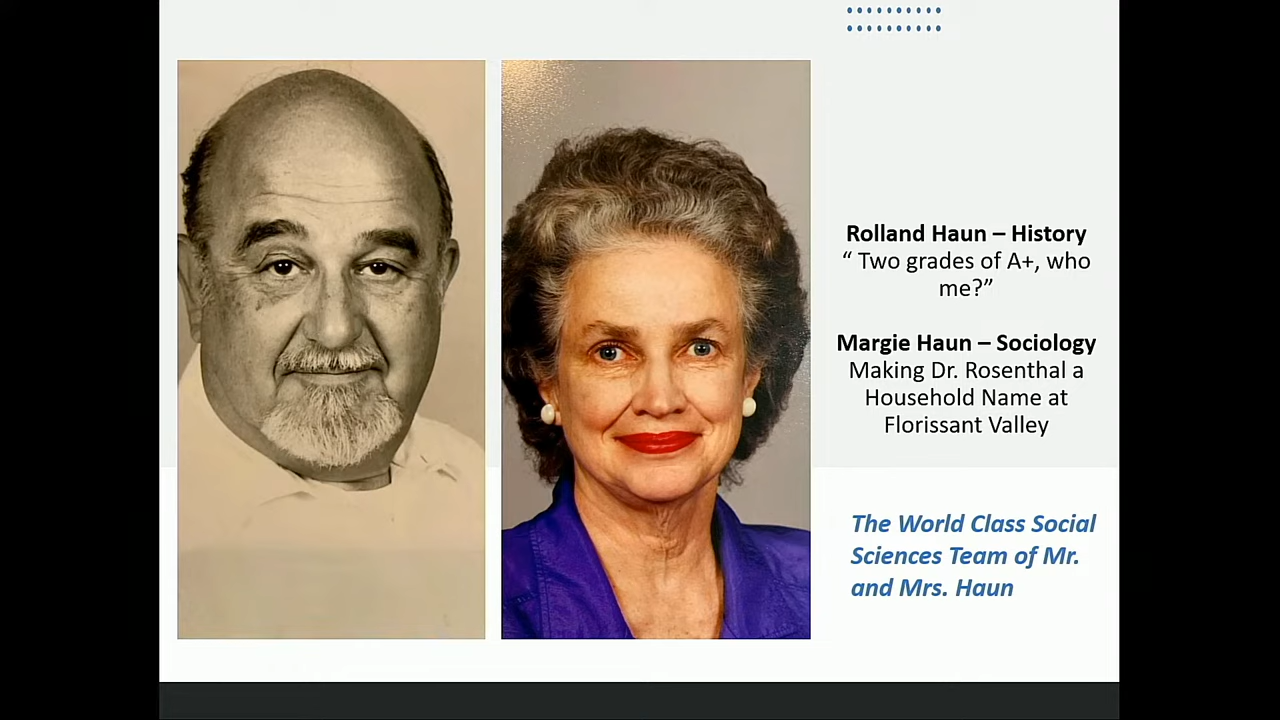 Rolland Haun – History
“ Two grades of A+, who
me?”
Margie Haun – Sociology
Making Dr. Rosenthal a
Household Name at
Florissant Valley
The World Class Social
Sciences Team of Mr.
and Mrs. Haun